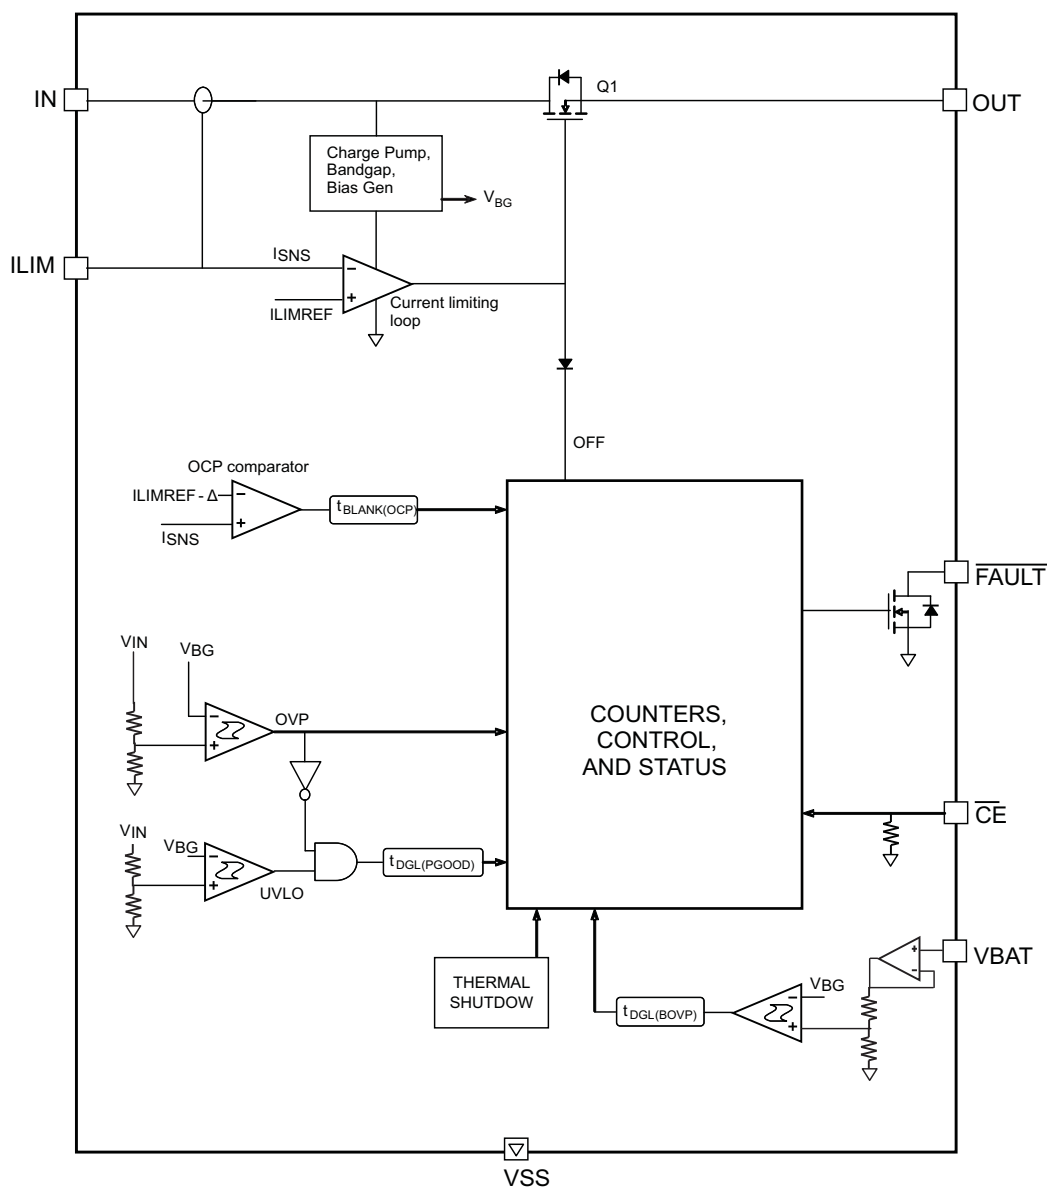 IN
Q1
OUT
Charge Pump,
Bandgap,
Bias Gen
VBG
ILIM
ISNS
ILIMREF
Current limiting
loop
OFF
OCP comparator
ILIMREF - Δ
ISNS
tBLANK(OCP)
FAULT
VIN
VBG
OVP
COUNTERS,
CONTROL,
AND STATUS
CE
VIN
VBG
UVLO
tDGL(PGOOD)
VBAT
THERMAL
SHUTDOW
tDGL(BOVP)
VBG
VSS